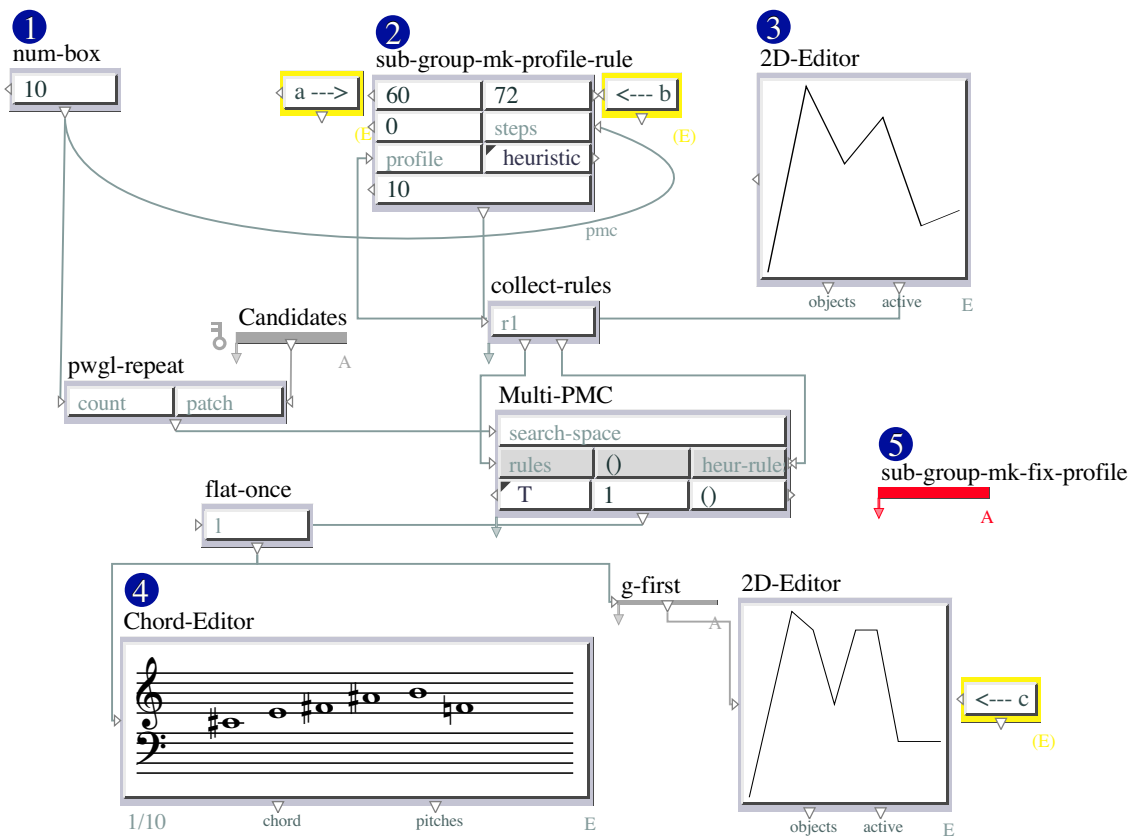 1
num-box
10
2
sub-group-mk-profile-rule
a --->
(E
60 72
0 steps
profile heuristic
10
<--- b
(E)
pmc
3
2D-Editor
objects active E
collect-rules
r1
Candidates
A
pwgl-repeat
count patch
Multi-PMC
search-space
rules () heur-rule
T 1 ()
5
sub-group-mk-fix-profile
A
flat-once
l
4
Chord-Editor
1/10 chord pitches E
g-first
A
2D-Editor
objects active E
<--- c
(E)